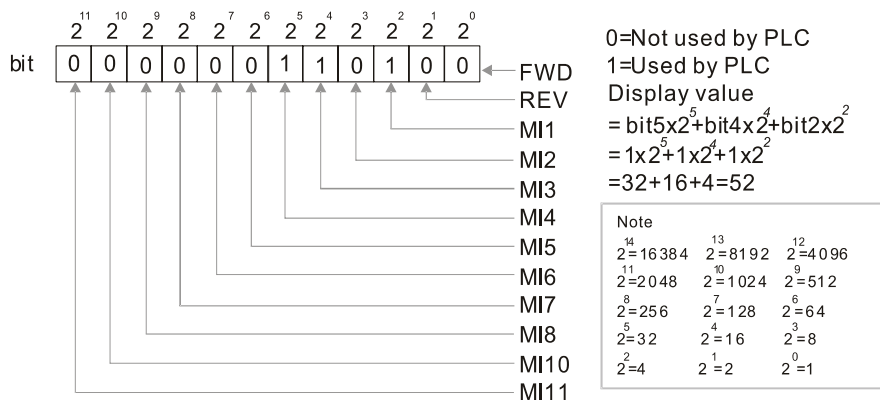 2^11 2^10 2^9 2^8 2^7 2^6 2^5 2^4 2^3 2^2 2^1 2^0
bit 0 0 0 0 0 0 1 1 0 1 0 0
FWD
REV
MI1
MI2
MI3
MI4
MI5
MI6
MI7
MI8
MI10
MI11
0=Not used by PLC
1=Used by PLC
Display value
= bit5x2^5+bit4x2^4+bit2x2^2
= 1x2^5+1x2^4+1x2^2
=32+16+4=52
Note
2^14=16384 2^13=8192 2^12=4096
2^11=2048 2^10=1024 2^9=512
2^8=256 2^7=128 2^6=64
2^5=32 2^4=16 2^3=8
2^2=4 2^1=2 2^0=1